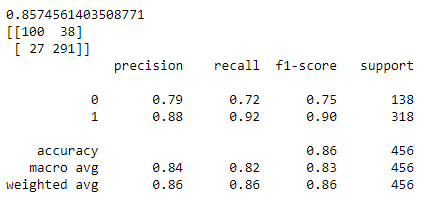 0.8574561403508771
[[100  38]
 [ 27 291]]
              precision    recall  f1-score   support

           0       0.79      0.72      0.75       138
           1       0.88      0.92      0.90       318

    accuracy                           0.86       456
   macro avg       0.84      0.82      0.83       456
weighted avg       0.86      0.86      0.86       456